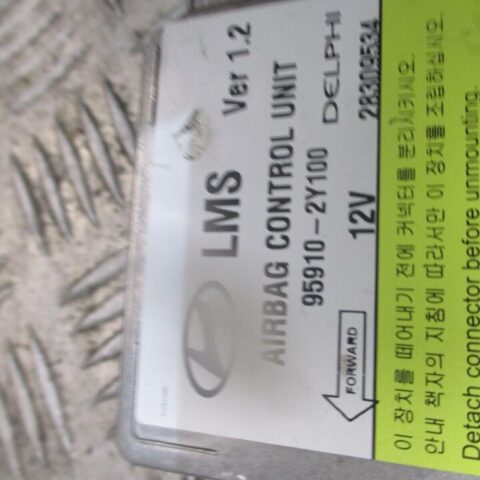 LMS Ver 1.2
AIRBAG CONTROL UNIT
95910-2Y100 DELPHI
12V 28309534
FORWARD
이 장치를 떼어내기 전에 커넥터를 분리시키시오.
안내 책자의 지침에 따라서만 이 장치를 조립하십시오.
Detach connector before unmounting.